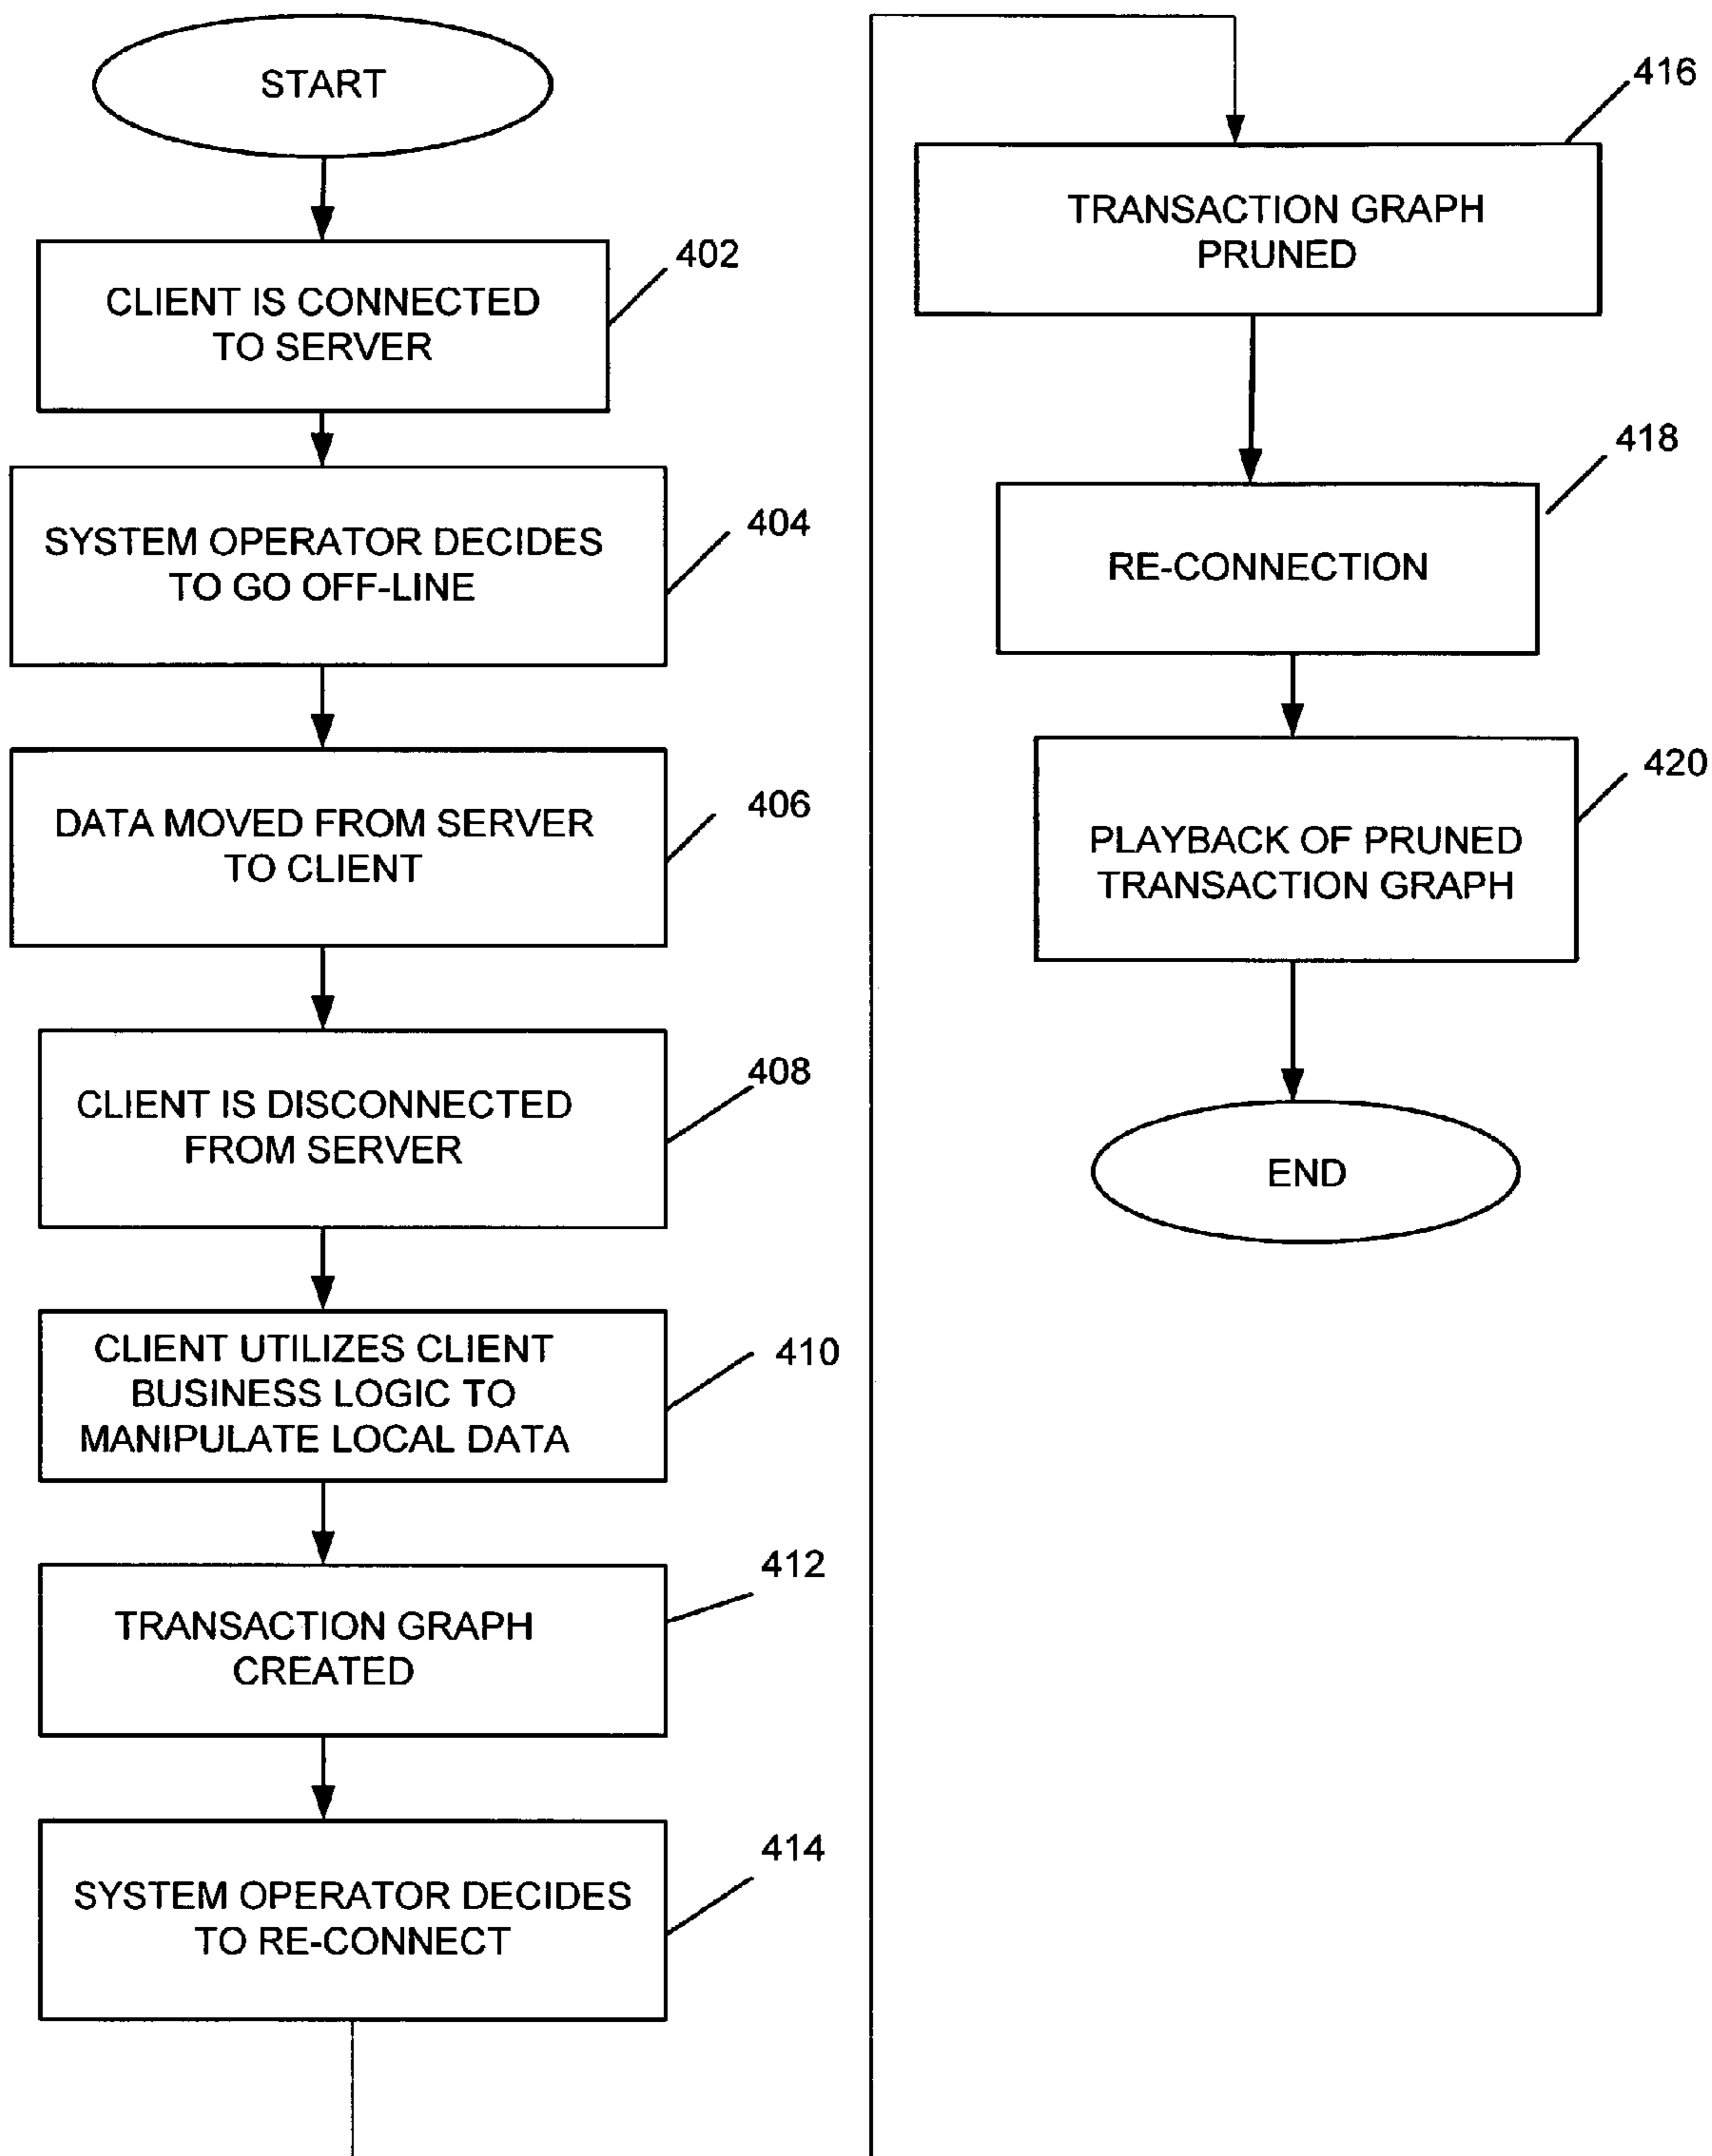 START
402
CLIENT IS CONNECTED
TO SERVER
404
SYSTEM OPERATOR DECIDES
TO GO OFF-LINE
406
DATA MOVED FROM SERVER
TO CLIENT
408
CLIENT IS DISCONNECTED
FROM SERVER
410
CLIENT UTILIZES CLIENT
BUSINESS LOGIC TO
MANIPULATE LOCAL DATA
412
TRANSACTION GRAPH
CREATED
414
SYSTEM OPERATOR DECIDES
TO RE-CONNECT
416
TRANSACTION GRAPH
PRUNED
418
RE-CONNECTION
420
PLAYBACK OF PRUNED
TRANSACTION GRAPH
END